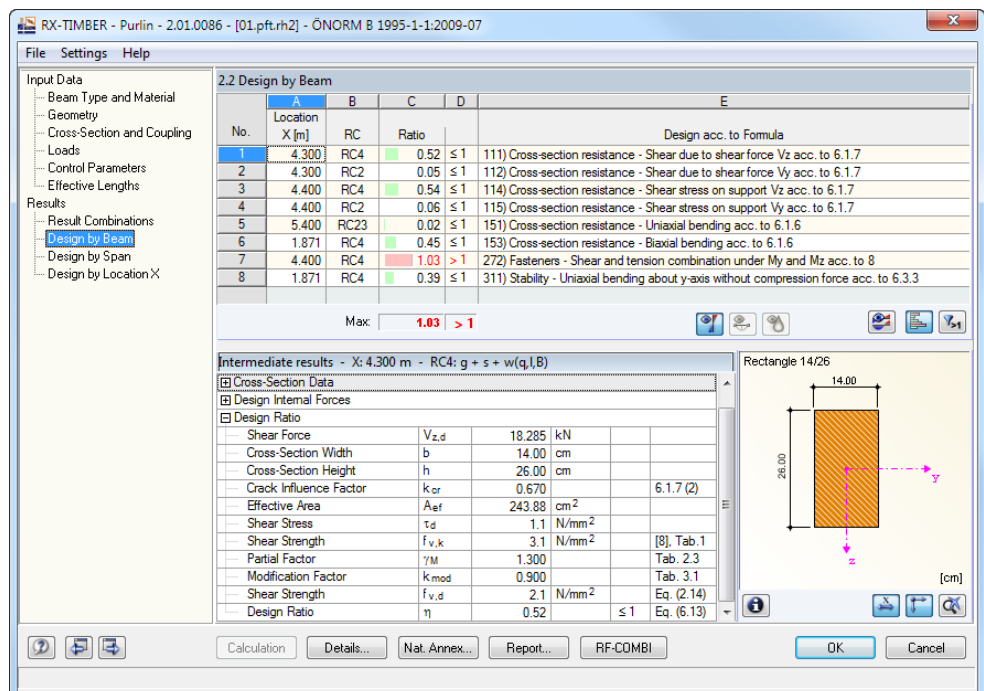 RX-TIMBER - Purlin - 2.01.0086 - [01.pft.rh2] - ÖNORM B 1995-1-1:2009-07
File Settings Help
Input Data
Beam Type and Material
Geometry
Cross-Section and Coupling
Loads
Control Parameters
Effective Lengths
Results
Result Combinations
Design by Beam
Design by Span
Design by Location X
2.2 Design by Beam
A B C D E
Location
No. X [m] RC Ratio Design acc. to Formula
1 4.300 RC4 0.52 ≤ 1 111) Cross-section resistance - Shear due to shear force Vz acc. to 6.1.7
2 4.300 RC2 0.05 ≤ 1 112) Cross-section resistance - Shear due to shear force Vy acc. to 6.1.7
3 4.400 RC4 0.54 ≤ 1 114) Cross-section resistance - Shear stress on support Vz acc. to 6.1.7
4 4.400 RC2 0.06 ≤ 1 115) Cross-section resistance - Shear stress on support Vy acc. to 6.1.7
5 5.400 RC23 0.02 ≤ 1 151) Cross-section resistance - Uniaxial bending acc. to 6.1.6
6 1.871 RC4 0.45 ≤ 1 153) Cross-section resistance - Biaxial bending acc. to 6.1.6
7 4.400 RC4 1.03 > 1 272) Fasteners - Shear and tension combination under My and Mz acc. to 8
8 1.871 RC4 0.39 ≤ 1 311) Stability - Uniaxial bending about y-axis without compression force acc. to 6.3.3
Max: 1.03 > 1
>1
Intermediate results - X: 4.300 m - RC4: g + s + w(q,l,B)
Cross-Section Data
Design Internal Forces
Design Ratio
Shear Force Vz,d 18.285 kN
Cross-Section Width b 14.00 cm
Cross-Section Height h 26.00 cm
Crack Influence Factor kcr 0.670 6.1.7 (2)
Effective Area Aef 243.88 cm2
Shear Stress τd 1.1 N/mm2
Shear Strength fv,k 3.1 N/mm2 [8], Tab.1
Partial Factor γM 1.300 Tab. 2.3
Modification Factor kmod 0.900 Tab. 3.1
Shear Strength fv,d 2.1 N/mm2 Eq. (2.14)
Design Ratio η 0.52 ≤ 1 Eq. (6.13)
Rectangle 14/26
14.00
26.00
y
z
[cm]
Calculation Details... Nat. Annex... Report... RF-COMBI OK Cancel